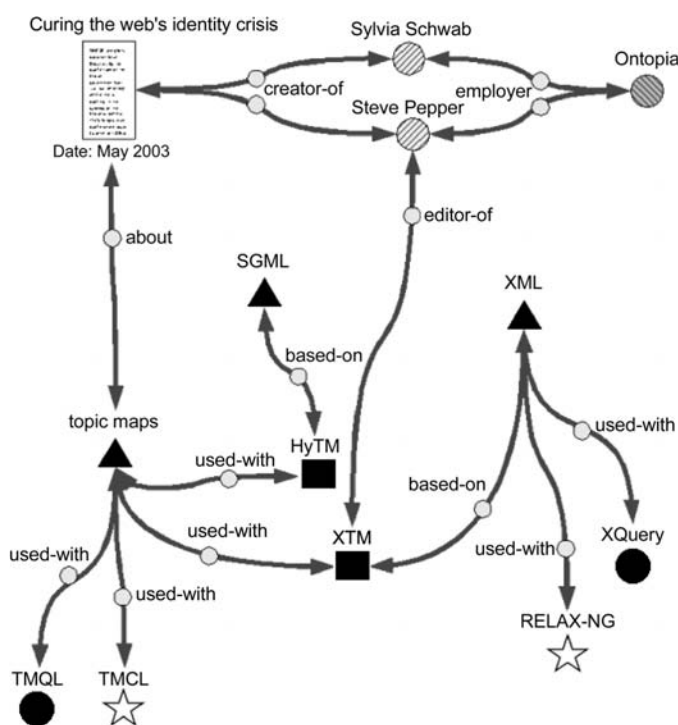 Curing the web's identity crisis
Sylvia Schwab
Ontopia
creator-of
employer
Steve Pepper
Date: May 2003
about
editor-of
SGML
XML
based-on
topic maps
used-with
HyTM
used-with
based-on
used-with
XTM
XQuery
used-with
used-with
used-with
RELAX-NG
TMQL
TMCL